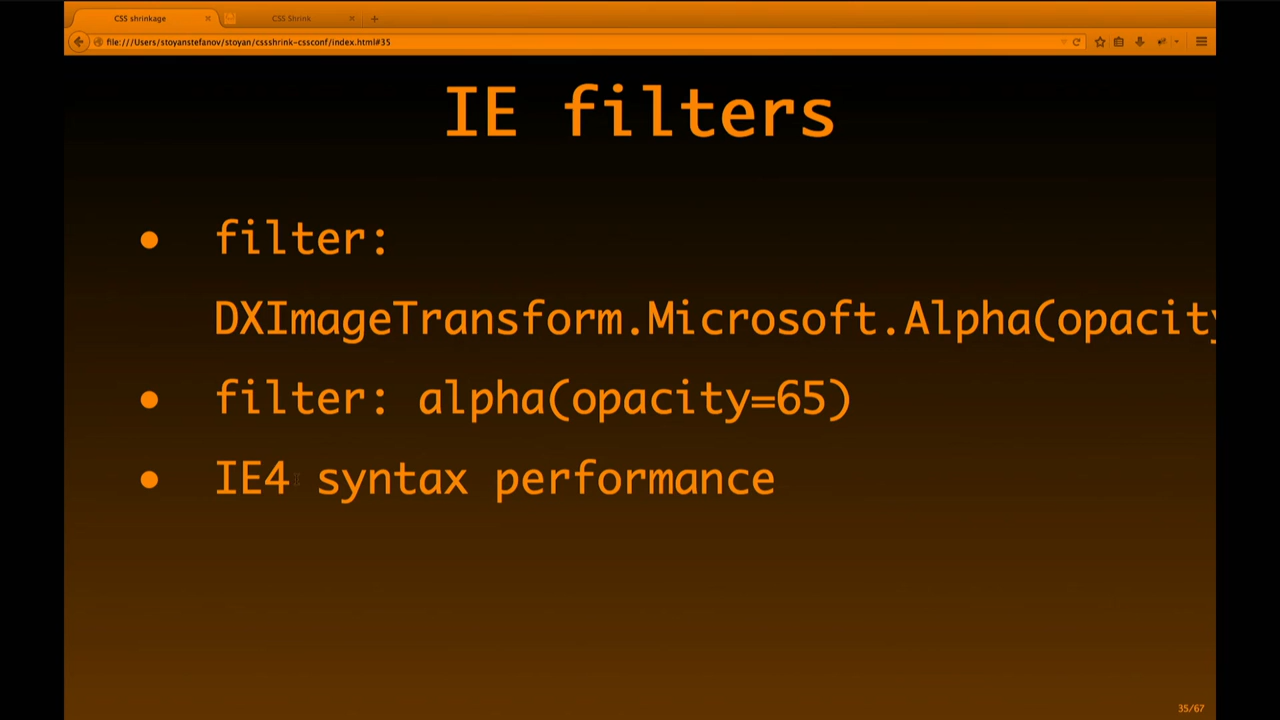 CSS shrinkage
CSS Shrink
file:///Users/stoyanstefanov/stoyan/cssshrink-cssconf/index.html#35
IE filters
filter:
DXImageTransform.Microsoft.Alpha(opacity
filter: alpha(opacity=65)
IE4 syntax performance
35/67